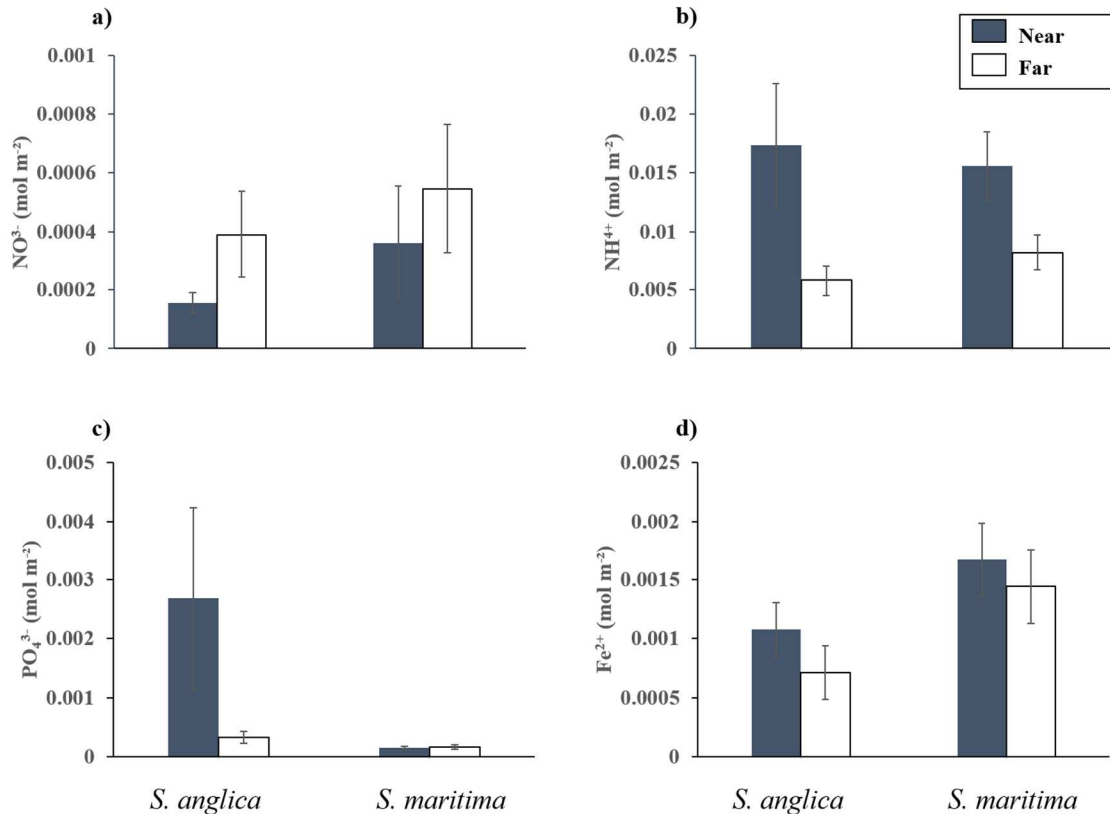 a)
0.001
0.0008
0.0006
0.0004
0.0002
0
NO³⁻ (mol m⁻²)
b)
0.025
0.02
0.015
0.01
0.005
0
NH⁴⁺ (mol m⁻²)
Near
Far
c)
0.005
0.004
0.003
0.002
0.001
0
PO₄³⁻ (mol m⁻²)
S. anglica
S. maritima
d)
0.0025
0.002
0.0015
0.001
0.0005
0
Fe²⁺ (mol m⁻²)
S. anglica
S. maritima